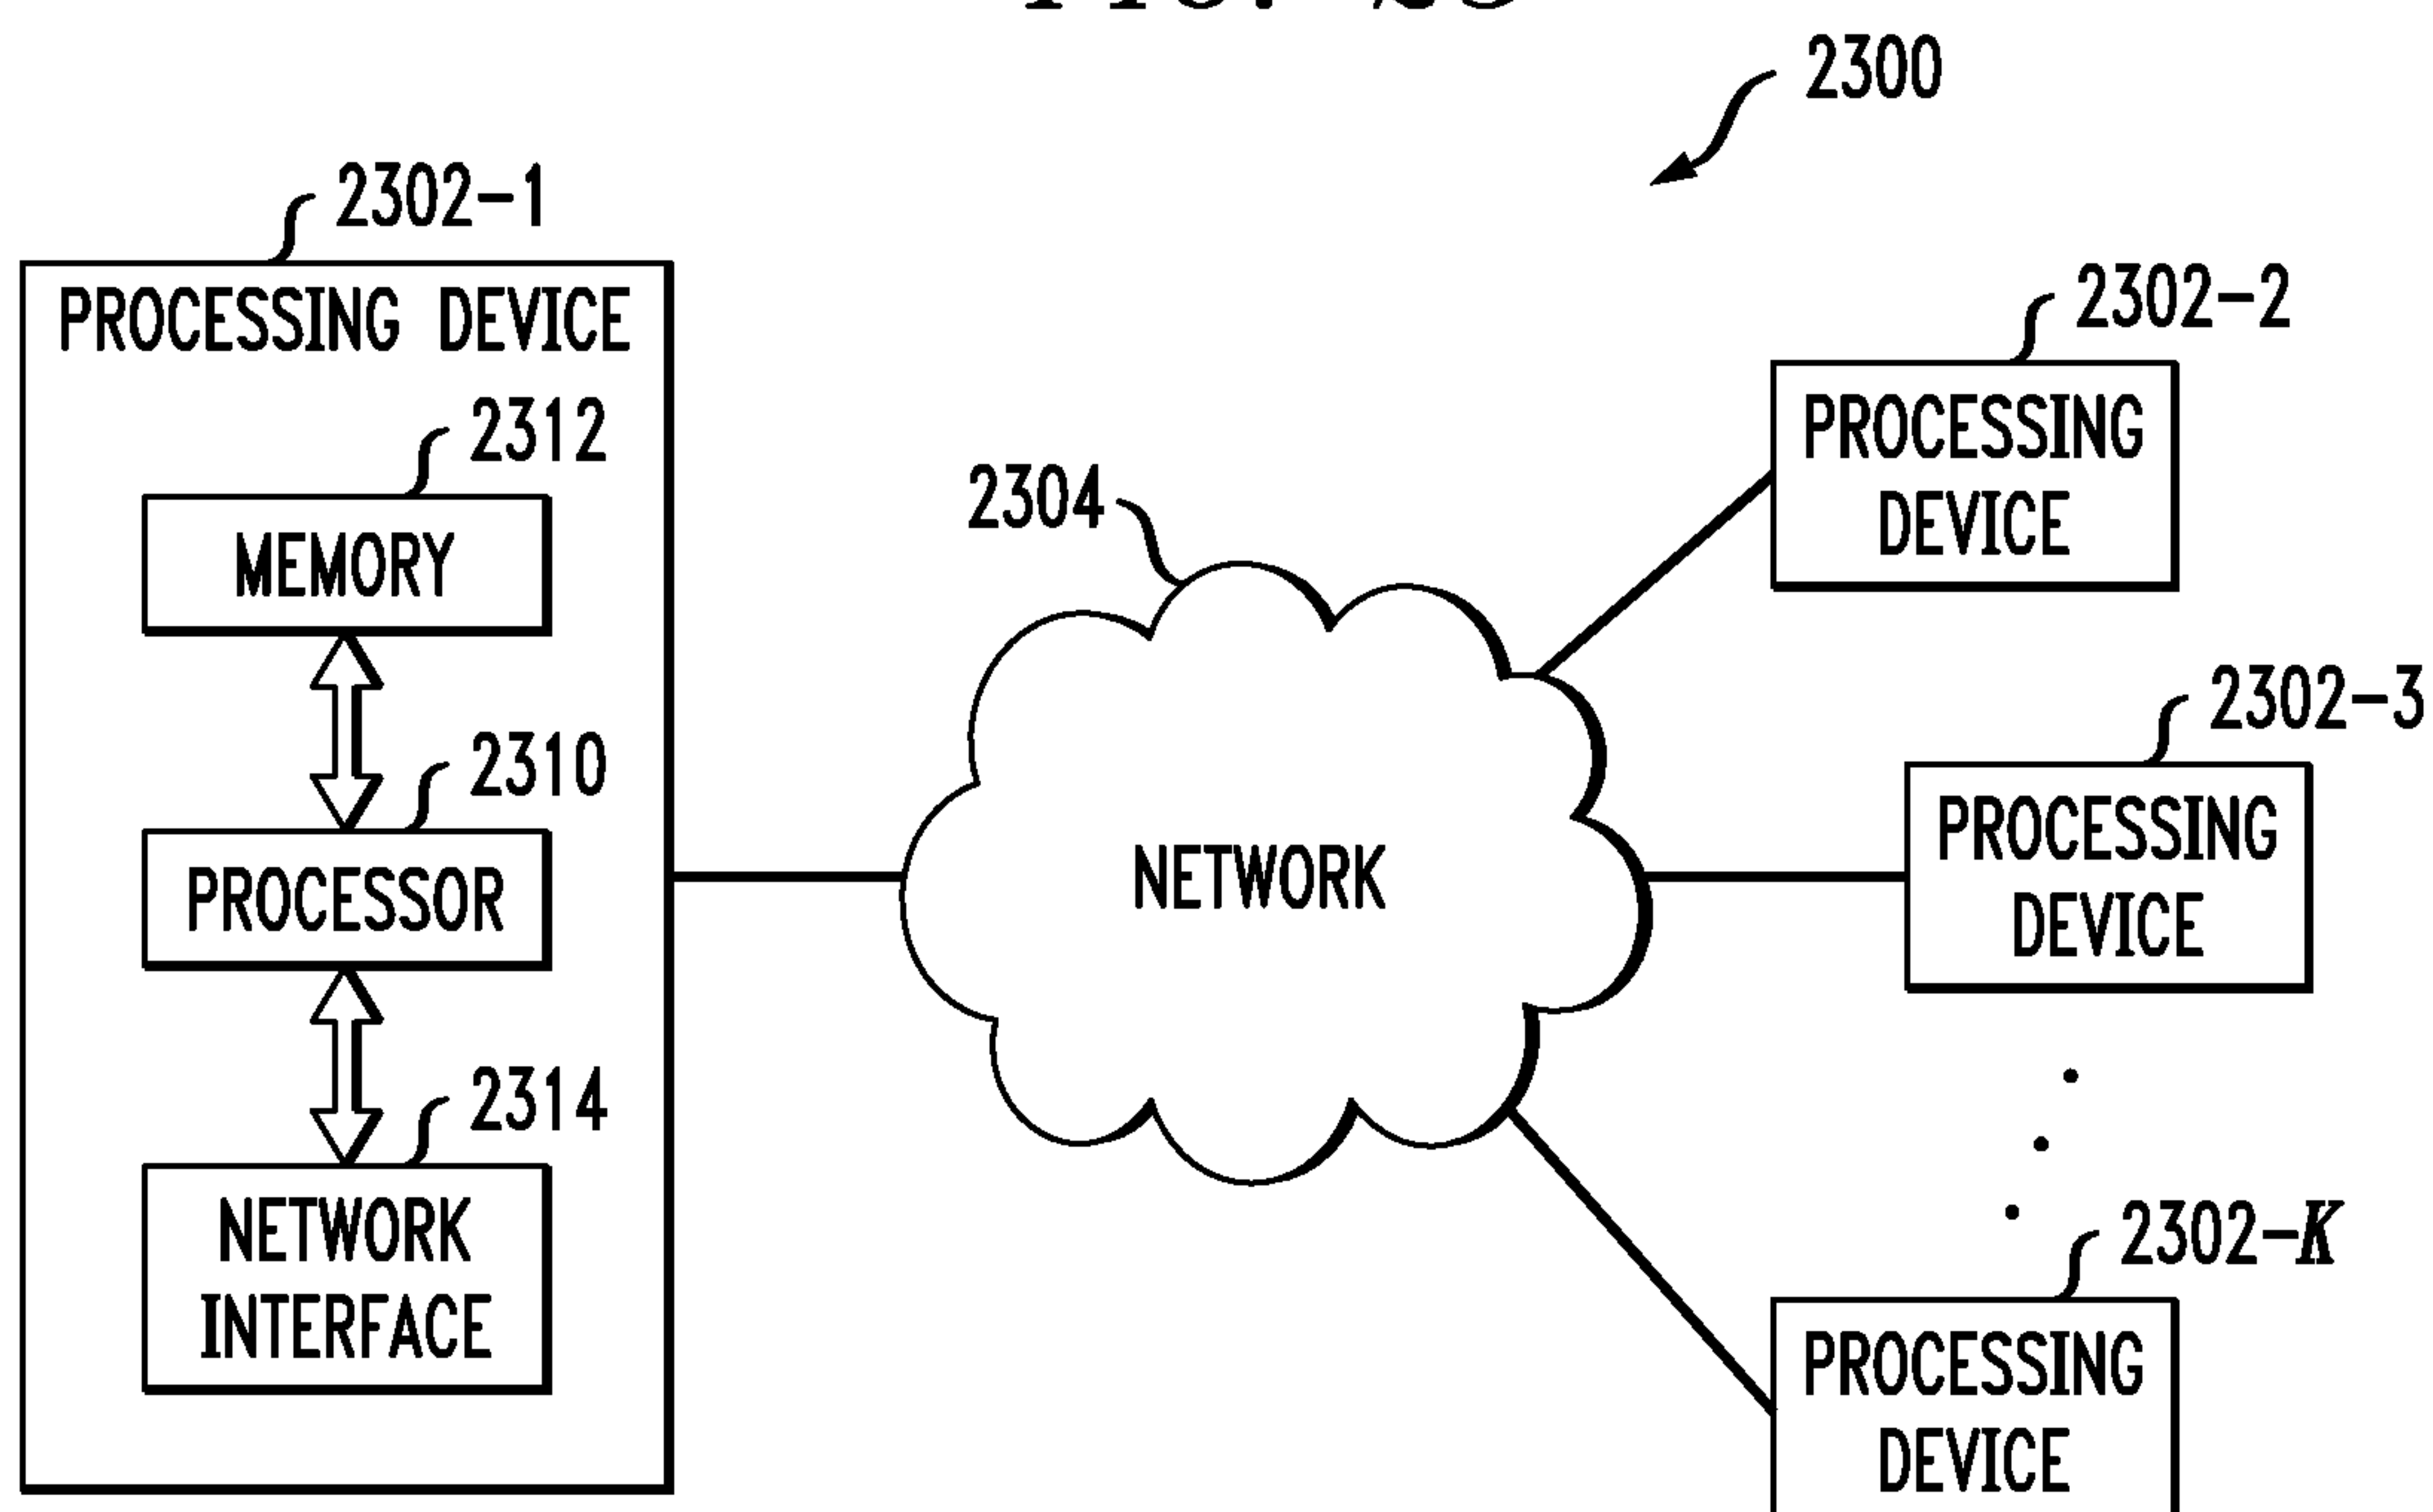 2300
2302-1
PROCESSING DEVICE
2312
MEMORY
2310
PROCESSOR
2314
NETWORK
INTERFACE
2304
NETWORK
2302-2
PROCESSING
DEVICE
2302-3
PROCESSING
DEVICE
2302-K
PROCESSING
DEVICE